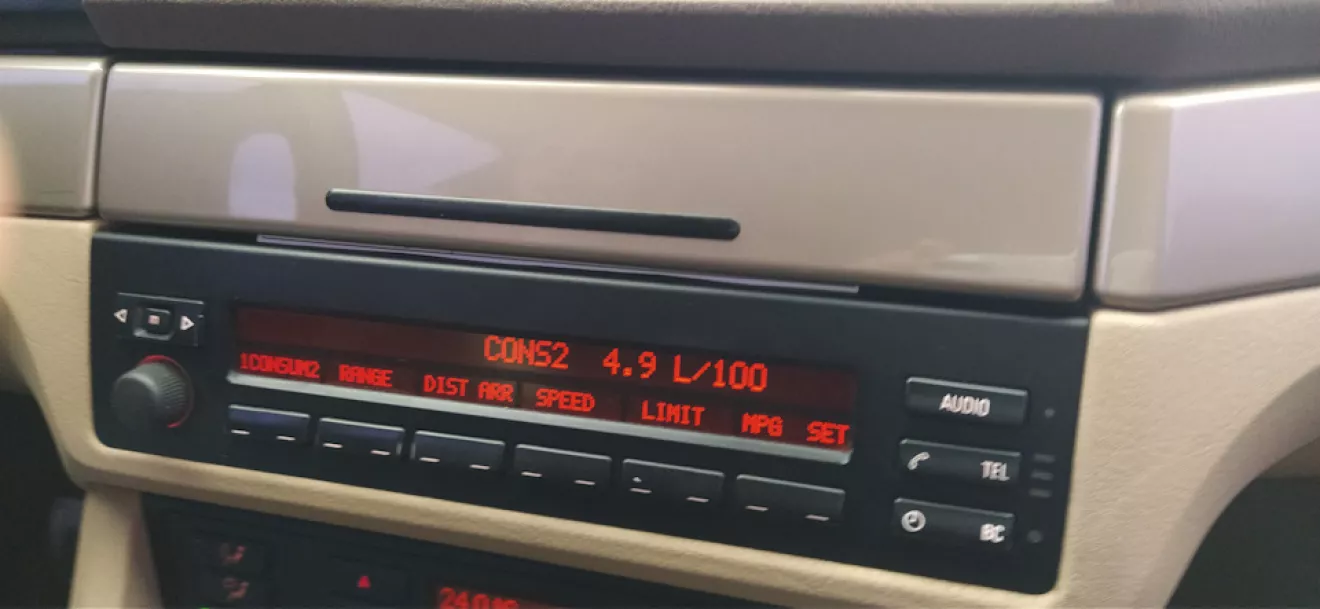 CONS2 4.9 L/100
1CONSUM2 RANGE DIST ARR SPEED LIMIT MPG SET
m
AUDIO
TEL
BC